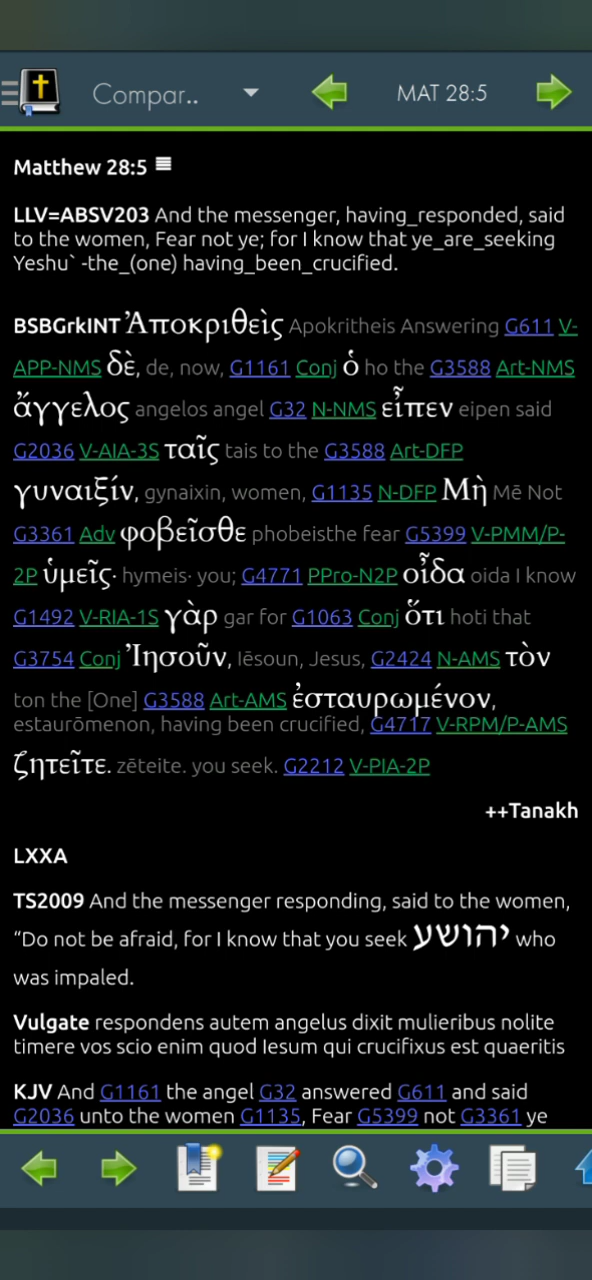 Compar..
MAT 28:5
Matthew 28:5
LLV=ABSV203 And the messenger, having_responded, said
to the women, Fear not ye; for I know that ye_are_seeking
Yeshu` -the_(one) having_been_crucified.
BSBGrkINT Ἀποκριθεὶς Apokritheis Answering G611 V-
APP-NMS δὲ, de, now, G1161 Conj ὁ ho the G3588 Art-NMS
ἄγγελος angelos angel G32 N-NMS εἶπεν eipen said
G2036 V-AIA-3S ταῖς tais to the G3588 Art-DFP
γυναιξίν, gynaixin, women, G1135 N-DFP Μὴ Mē Not
G3361 Adv φοβεῖσθε phobeisthe fear G5399 V-PMM/P-
2P ὑμεῖς· hymeis· you; G4771 PPro-N2P οἶδα oida I know
G1492 V-RIA-1S γὰρ gar for G1063 Conj ὅτι hoti that
G3754 Conj Ἰησοῦν, Iēsoun, Jesus, G2424 N-AMS τὸν
ton the [One] G3588 Art-AMS ἐσταυρωμένον,
estaurōmenon, having been crucified, G4717 V-RPM/P-AMS
ζητεῖτε. zēteite. you seek. G2212 V-PIA-2P
++Tanakh
LXXA
TS2009 And the messenger responding, said to the women,
“Do not be afraid, for I know that you seek יהושע who
was impaled.
Vulgate respondens autem angelus dixit mulieribus nolite
timere vos scio enim quod Iesum qui crucifixus est quaeritis
KJV And G1161 the angel G32 answered G611 and said
G2036 unto the women G1135, Fear G5399 not G3361 ye